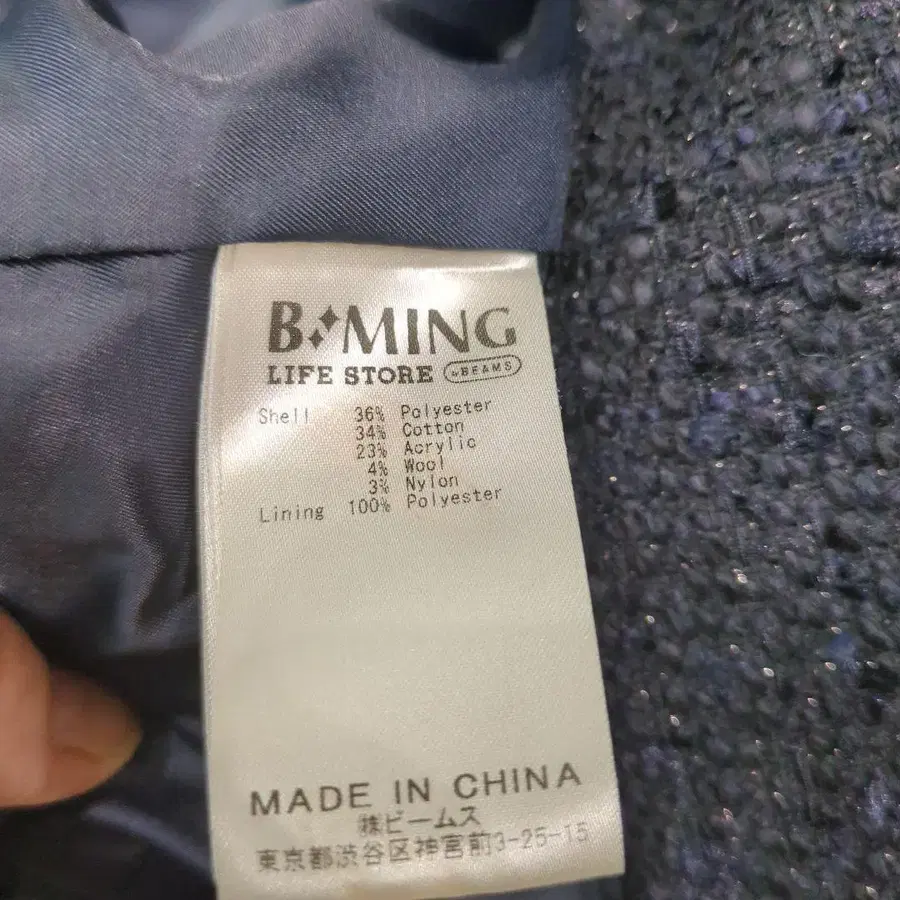 B MING
LIFE STORE by BEAMS
Shell 36% Polyester
34% Cotton
23% Acrylic
4% Wool
3% Nylon
Lining 100% Polyester
MADE IN CHINA
㈱ビームス
東京都渋谷区神宮前3-25-15